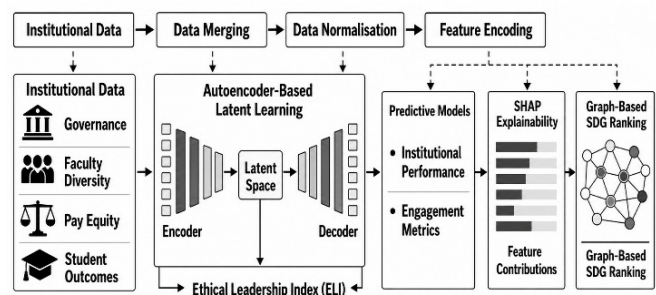 Institutional Data
Data Merging
Data Normalisation
Feature Encoding
Institutional Data
Governance
Faculty
Diversity
Pay Equity
Student
Outcomes
Autoencoder-Based
Latent Learning
Latent
Space
Encoder
Decoder
Ethical Leadership Index (ELI)
Predictive Models
• Institutional
Performance
• Engagement
Metrics
SHAP
Explainability
Feature
Contributions
Graph-Based
SDG Ranking
Graph-Based
SDG Ranking